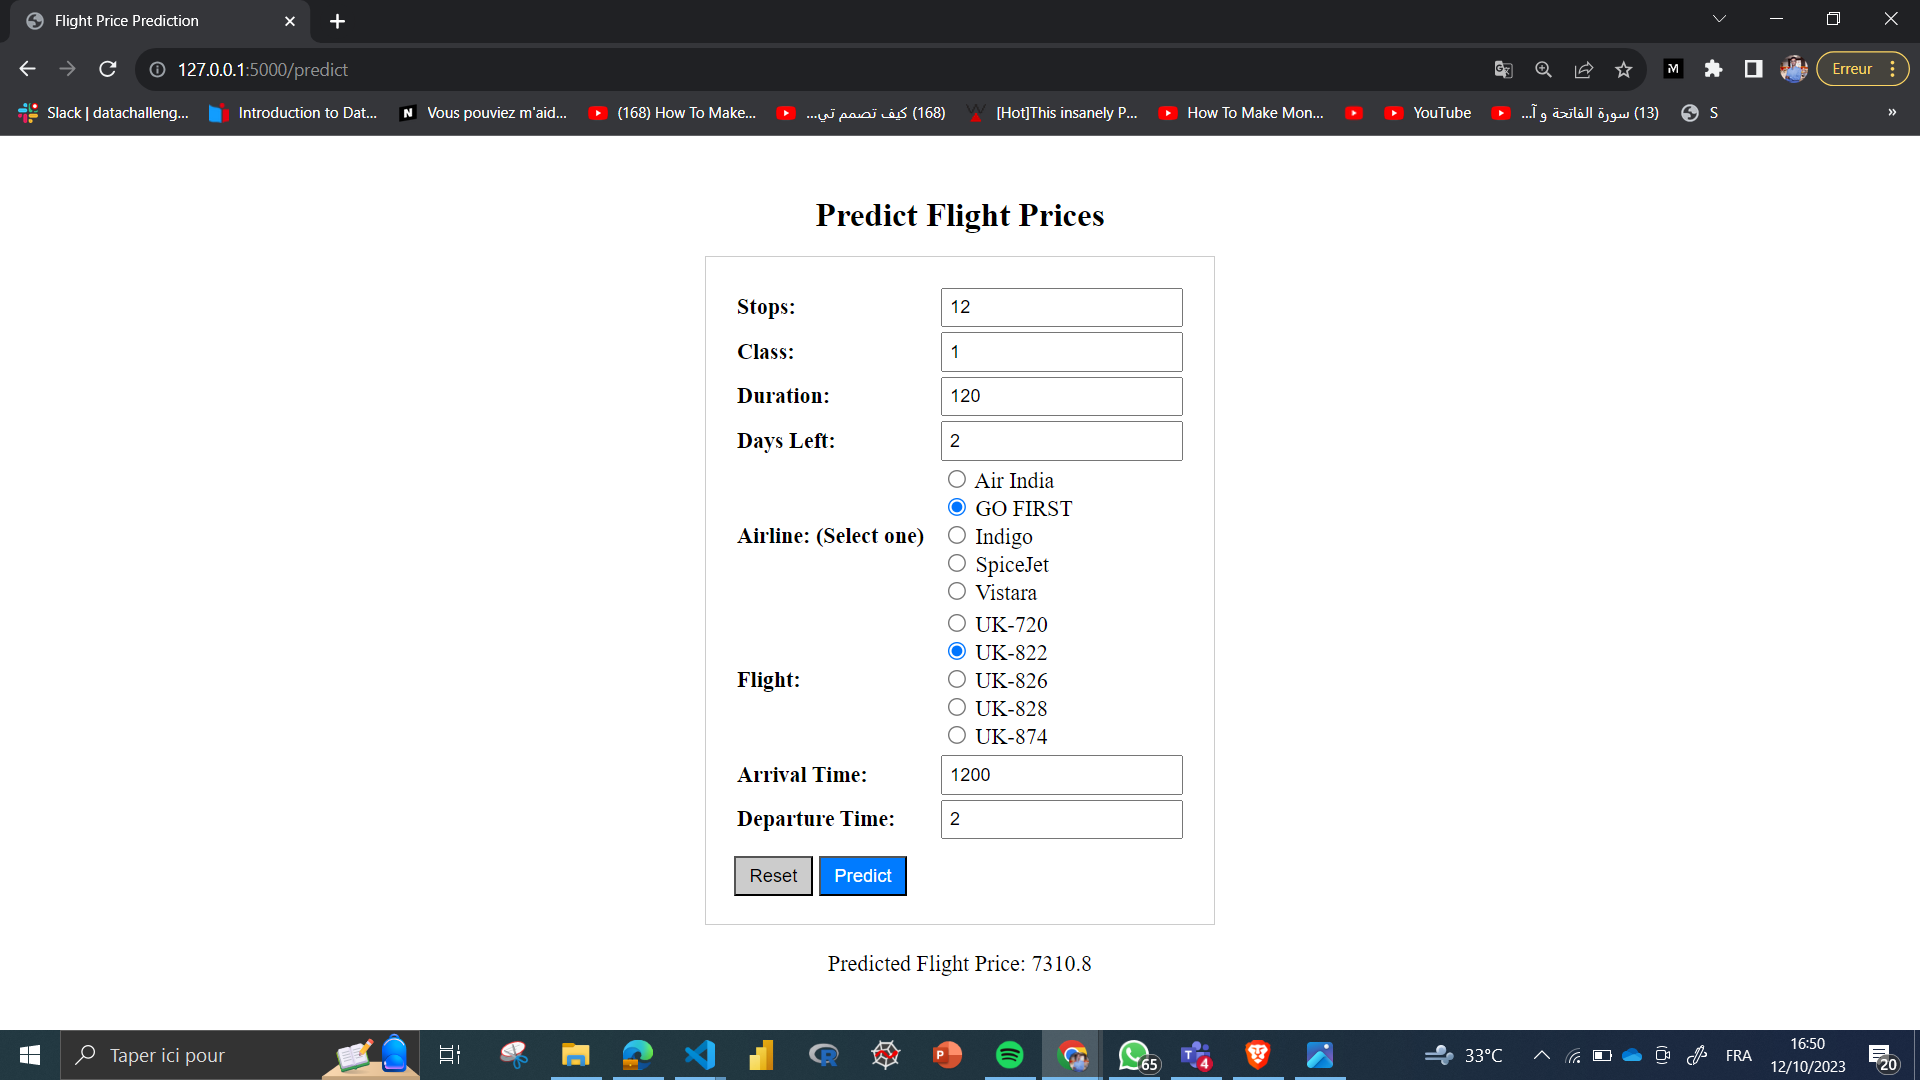 Flight Price Prediction
127.0.0.1:5000/predict
Erreur
Slack | datachalleng...
Introduction to Dat...
Vous pouviez m'aid...
(168) How To Make...
(168) كيف تصمم تي...
[Hot]This insanely P...
How To Make Mon...
YouTube
(13) سورة الفاتحة و آ...
S
»
Predict Flight Prices
Stops: 12
Class: 1
Duration: 120
Days Left: 2
Airline: (Select one)
Air India
GO FIRST
Indigo
SpiceJet
Vistara
Flight:
UK-720
UK-822
UK-826
UK-828
UK-874
Arrival Time: 1200
Departure Time: 2
Reset Predict
Predicted Flight Price: 7310.8
Taper ici pour
65
4
33°C
FRA
16:50
12/10/2023
20